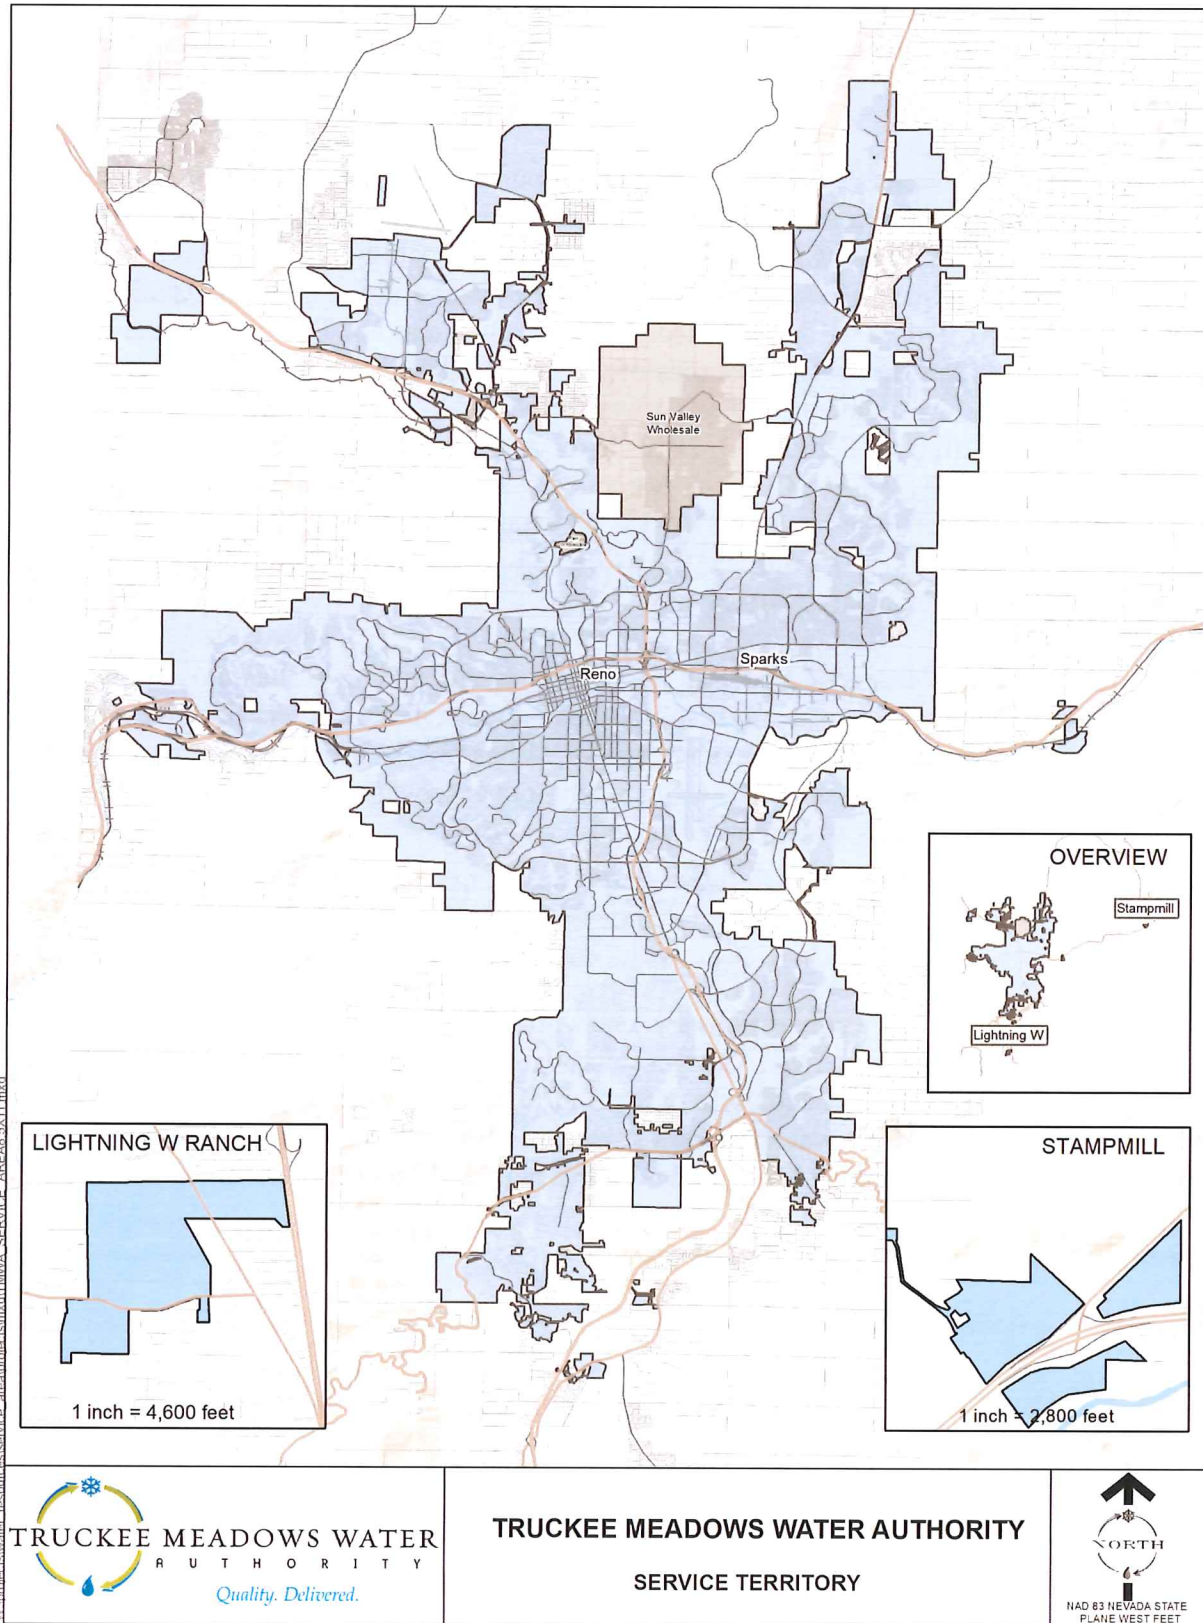 Sun Valley
Wholesale
Reno
Sparks
OVERVIEW
Stampmill
Lightning W
LIGHTNING W RANCH
1 inch = 4,600 feet
STAMPMILL
1 inch = 2,800 feet
TRUCKEE MEADOWS WATER
AUTHORITY
Quality. Delivered.
TRUCKEE MEADOWS WATER AUTHORITY
SERVICE TERRITORY
NORTH
NAD 83 NEVADA STATE
PLANE WEST FEET